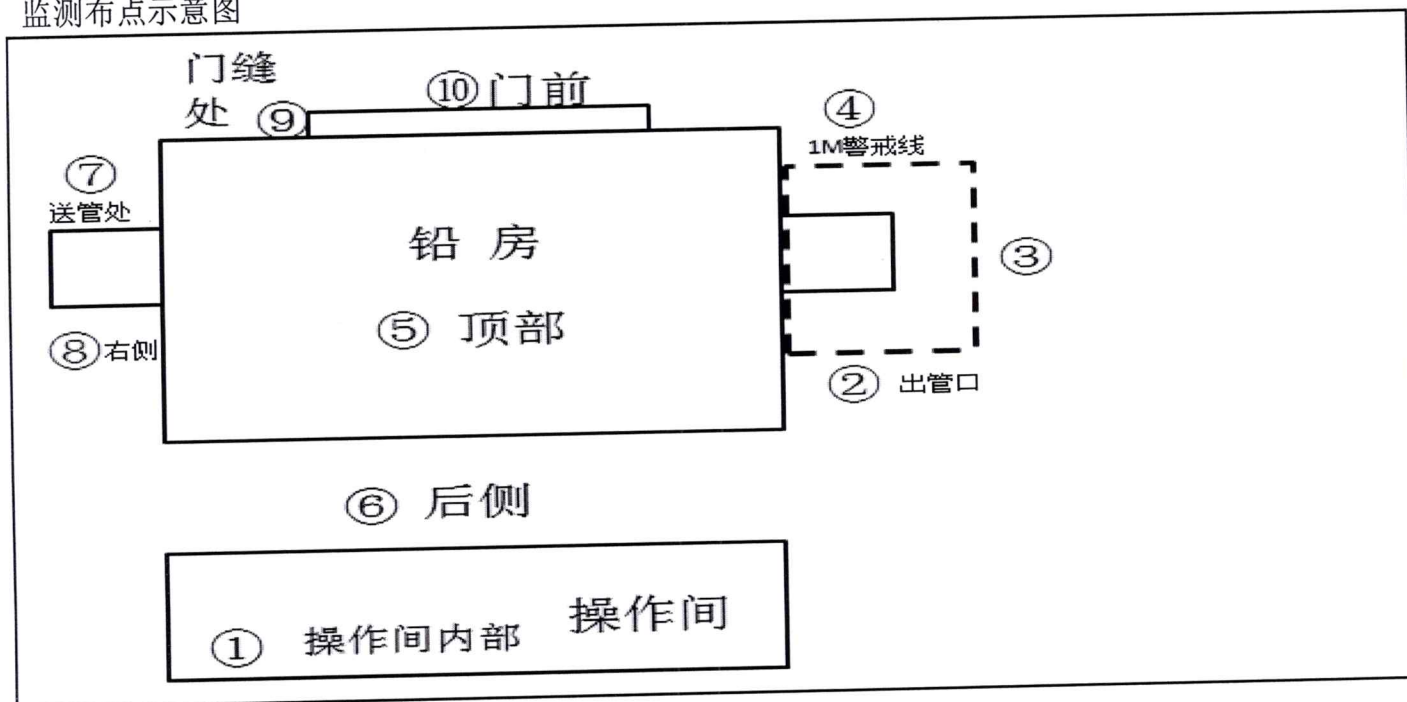 监测布点示意图
门缝
处 ⑨
⑩门前
④
1M警戒线
⑦
送管处
铅 房
③
⑤ 顶部
⑧右侧
② 出管口
⑥ 后侧
① 操作间内部 操作间